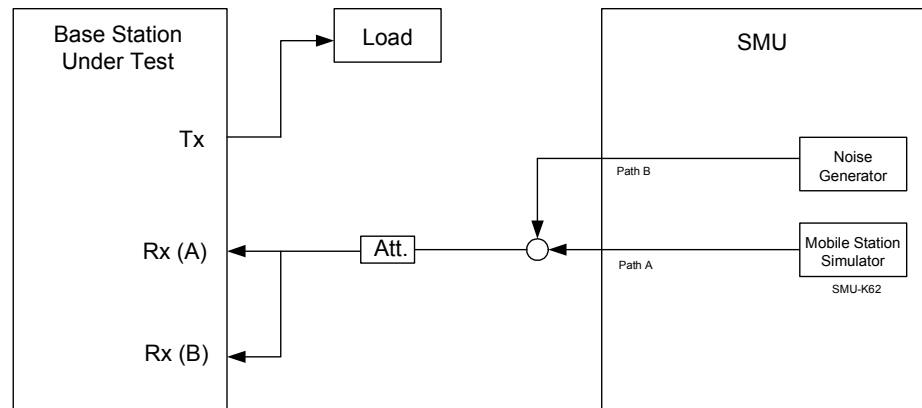 Base Station
Under Test
Load
SMU
Tx
Noise
Generator
Path B
Rx (A)
Att.
Mobile Station
Simulator
Path A
SMU-K62
Rx (B)